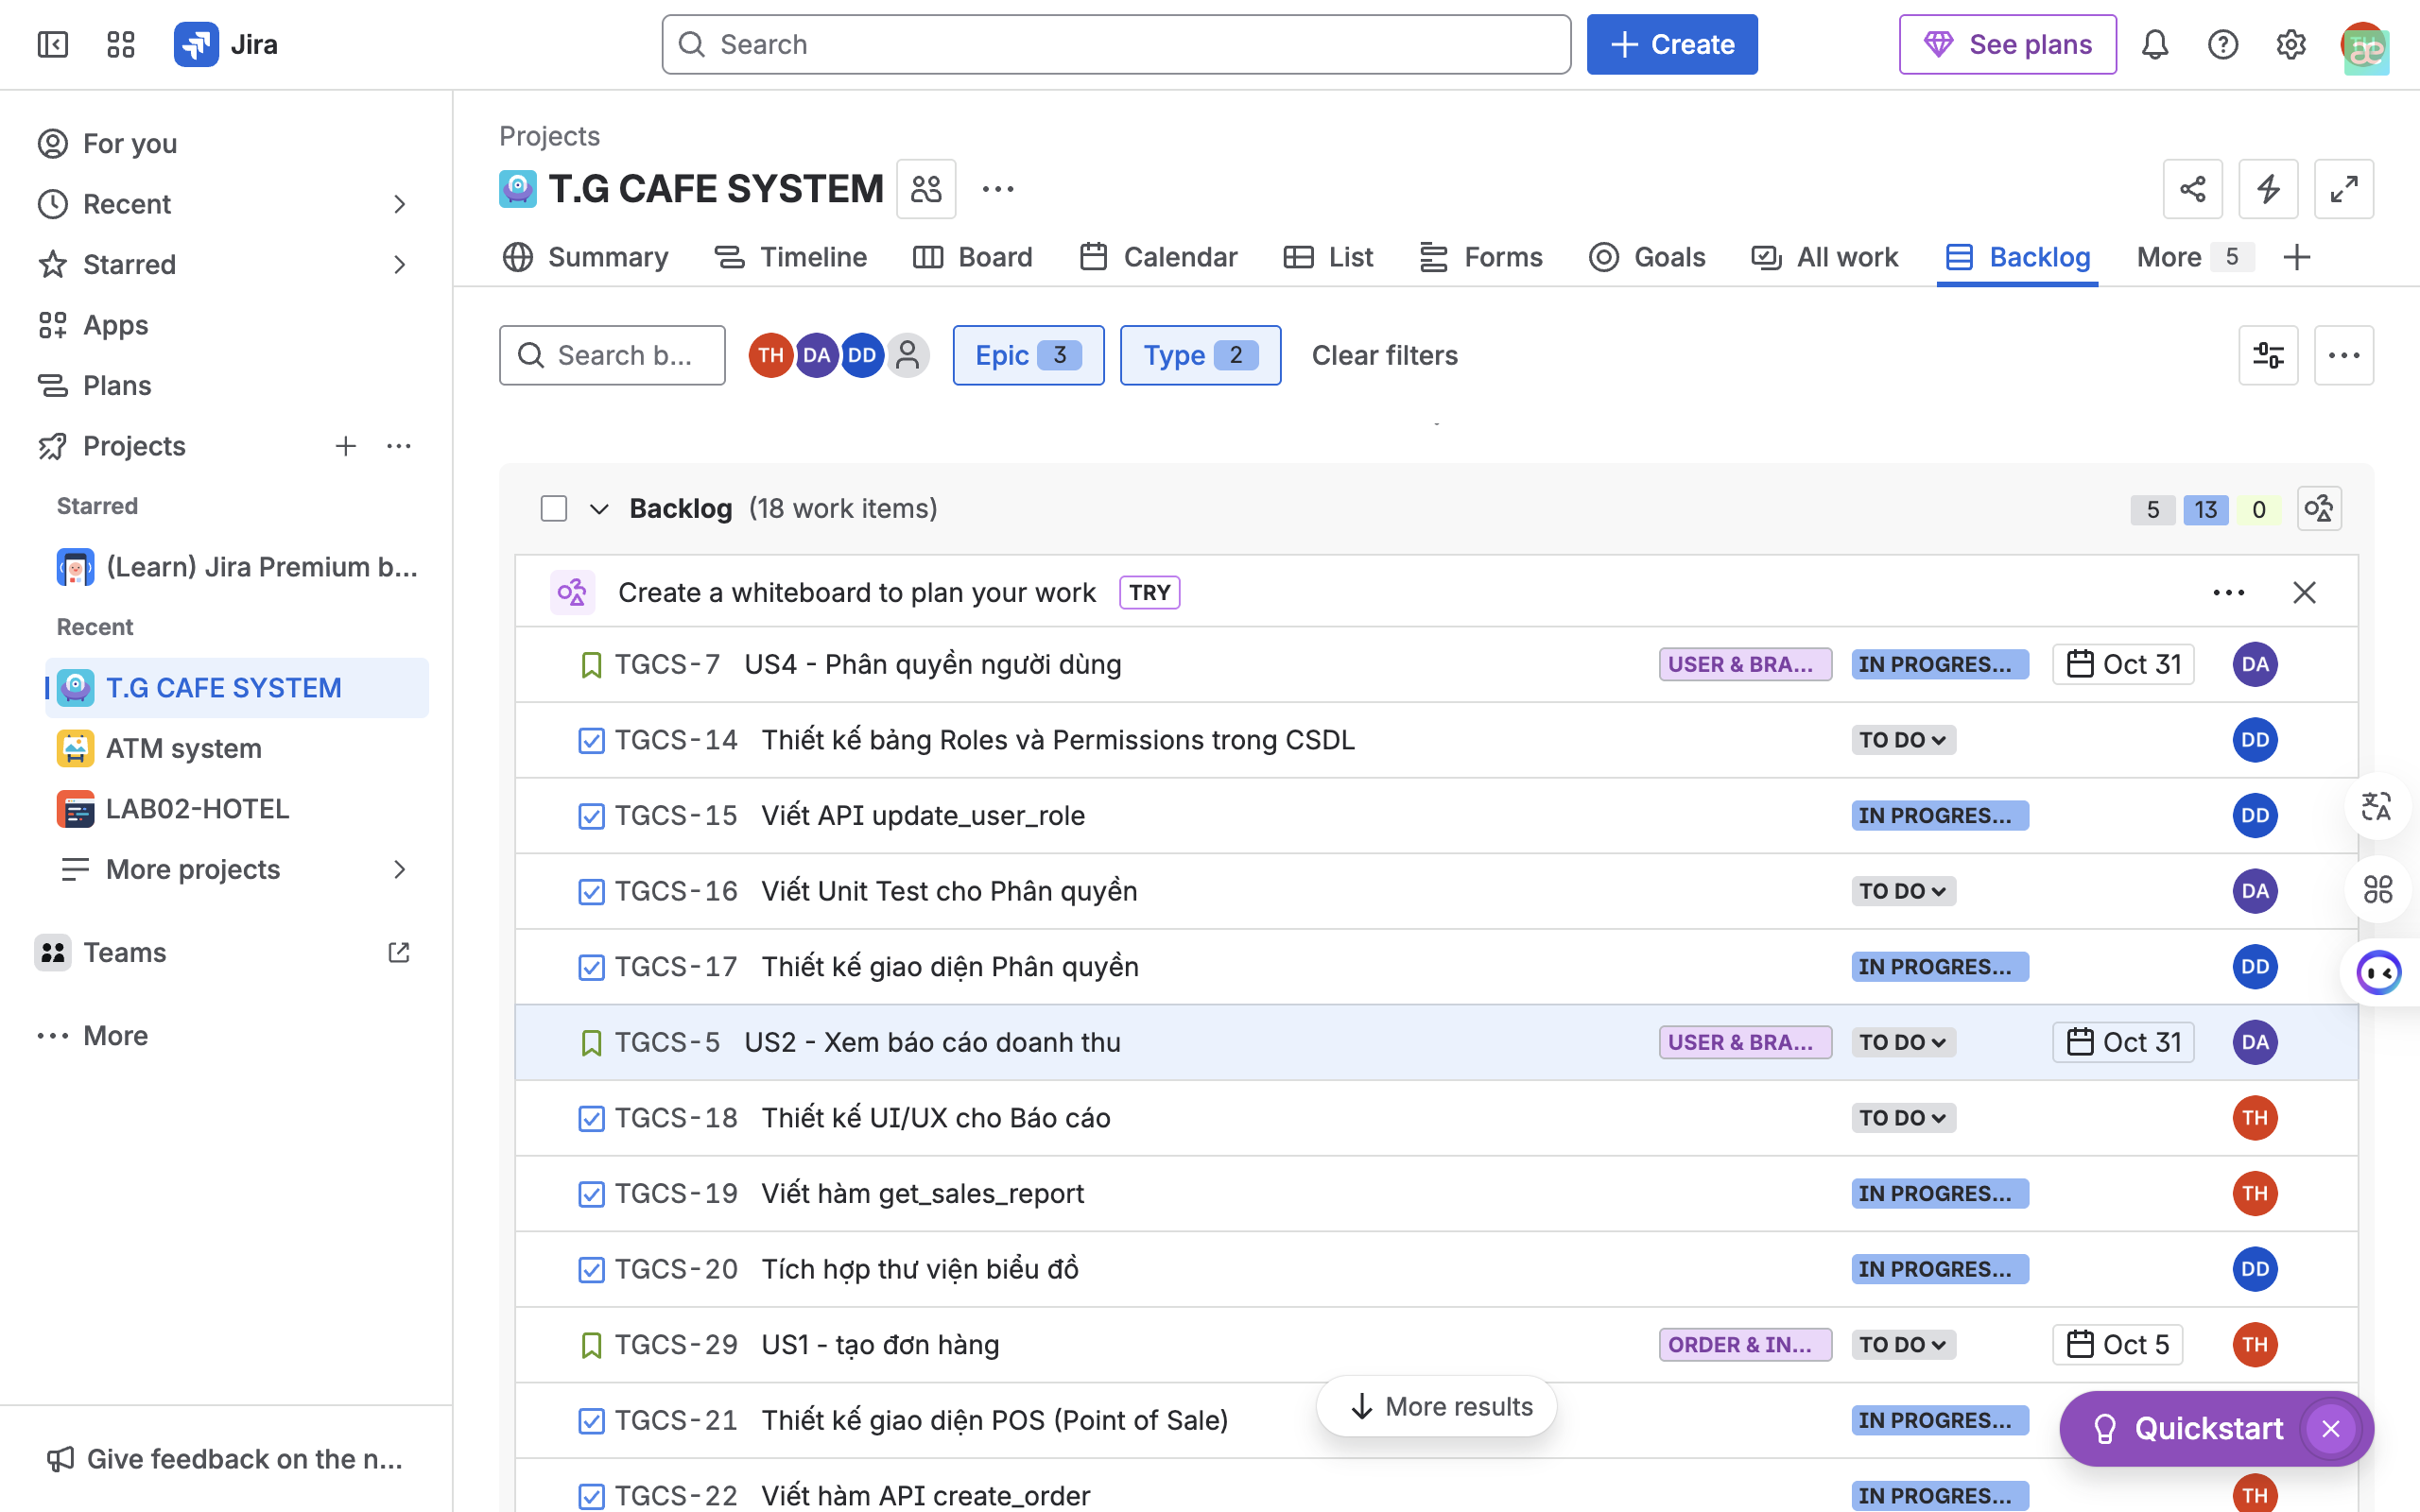 Jira
Search
Create
See plans
For you
Recent
Starred
Apps
Plans
Projects
Starred
(Learn) Jira Premium b...
Recent
T.G CAFE SYSTEM
ATM system
LAB02-HOTEL
More projects
Teams
More
Give feedback on the n...
Projects
T.G CAFE SYSTEM
Summary Timeline Board Calendar List Forms Goals All work Backlog More 5
Search b... TH DA DD Epic 3 Type 2 Clear filters
Backlog (18 work items) 5 13 0
Create a whiteboard to plan your work TRY
TGCS-7 US4 - Phân quyền người dùng USER & BRA... IN PROGRES... Oct 31 DA
TGCS-14 Thiết kế bảng Roles và Permissions trong CSDL TO DO DD
TGCS-15 Viết API update_user_role IN PROGRES... DD
TGCS-16 Viết Unit Test cho Phân quyền TO DO DA
TGCS-17 Thiết kế giao diện Phân quyền IN PROGRES... DD
TGCS-5 US2 - Xem báo cáo doanh thu USER & BRA... TO DO Oct 31 DA
TGCS-18 Thiết kế UI/UX cho Báo cáo TO DO TH
TGCS-19 Viết hàm get_sales_report IN PROGRES... TH
TGCS-20 Tích hợp thư viện biểu đồ IN PROGRES... DD
TGCS-29 US1 - tạo đơn hàng ORDER & IN... TO DO Oct 5 TH
TGCS-21 Thiết kế giao diện POS (Point of Sale) IN PROGRES...
More results
Quickstart
TGCS-22 Viết hàm API create_order IN PROGRES... TH